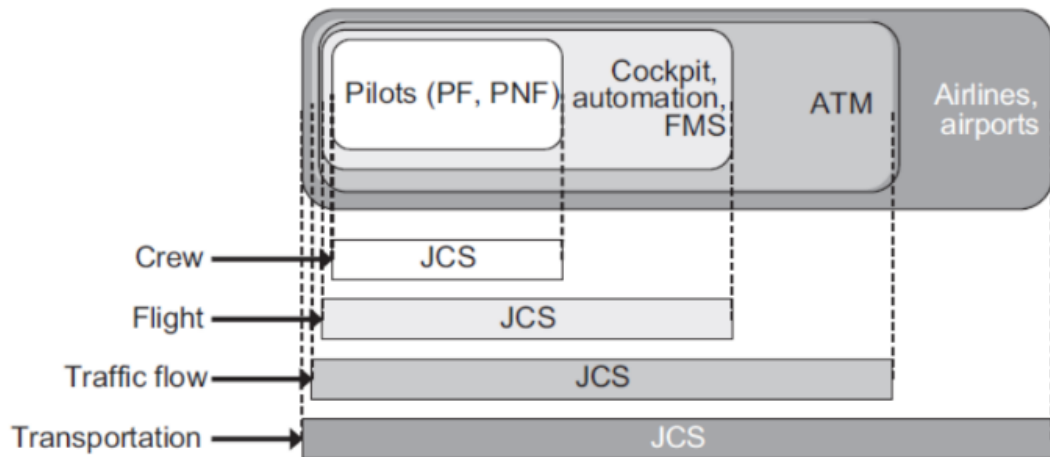 Pilots (PF, PNF)
Cockpit,
automation,
FMS
ATM
Airlines,
airports
Crew
JCS
Flight
JCS
Traffic flow
JCS
Transportation
JCS